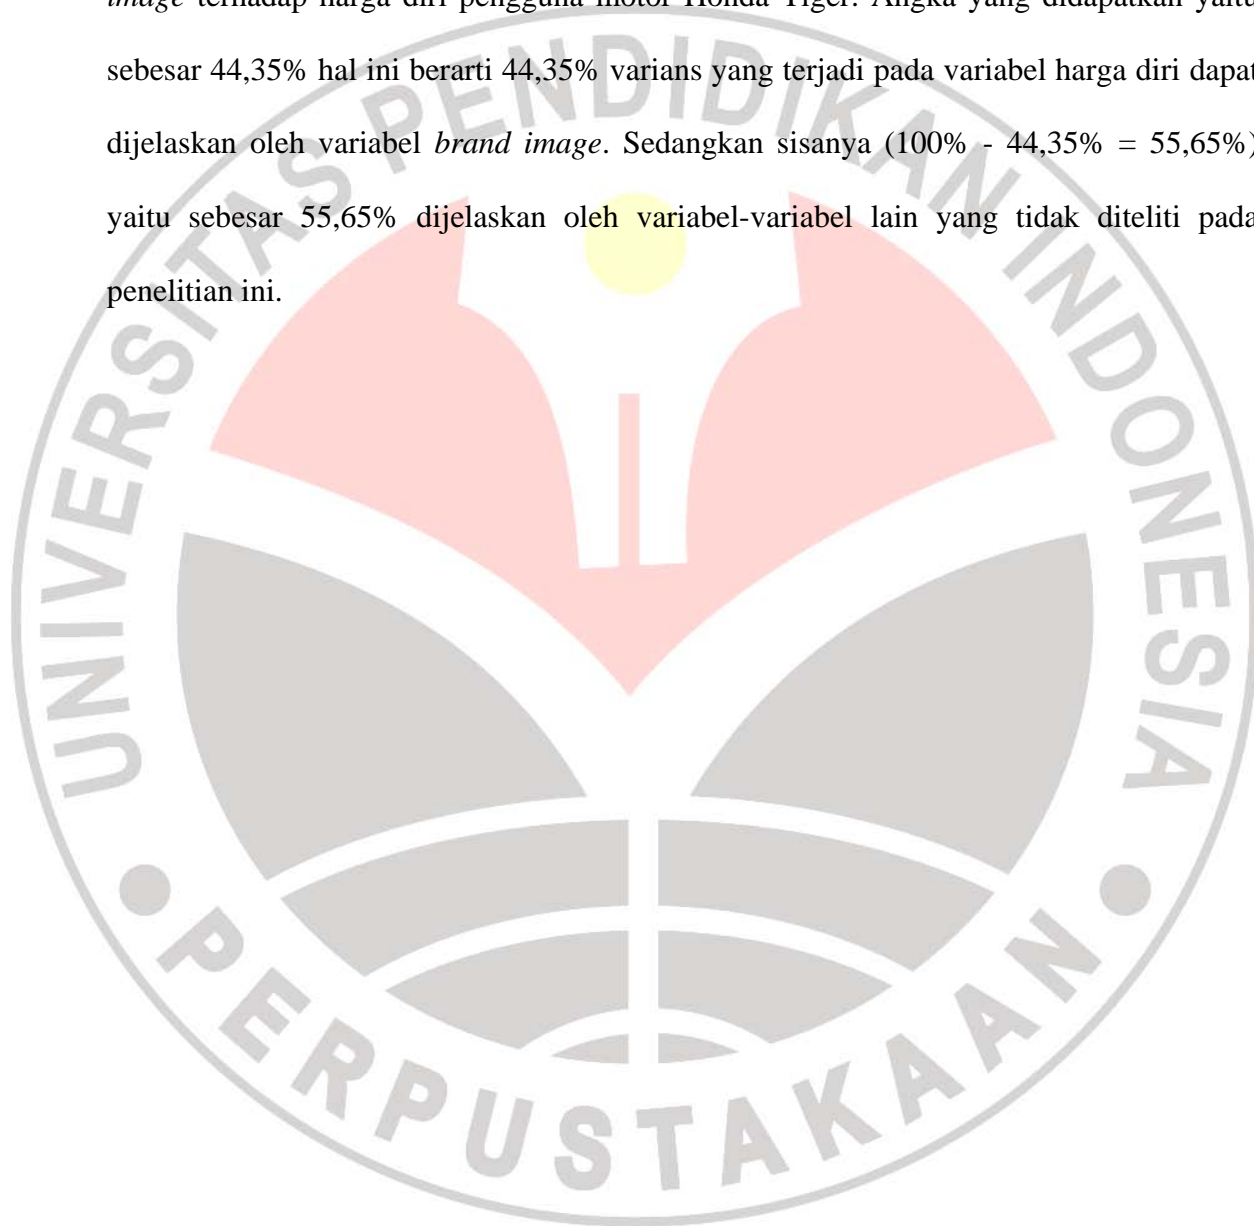 image terhadap harga diri pengguna motor Honda Tiger. Angka yang didapatkan yaitu
sebesar 44,35% hal ini berarti 44,35% varians yang terjadi pada variabel harga diri dapat
dijelaskan oleh variabel brand image. Sedangkan sisanya (100% - 44,35% = 55,65%)
yaitu sebesar 55,65% dijelaskan oleh variabel-variabel lain yang tidak diteliti pada
penelitian ini.
UNIVERSITAS PENDIDIKAN INDONESIA
PERPUSTAKAAN